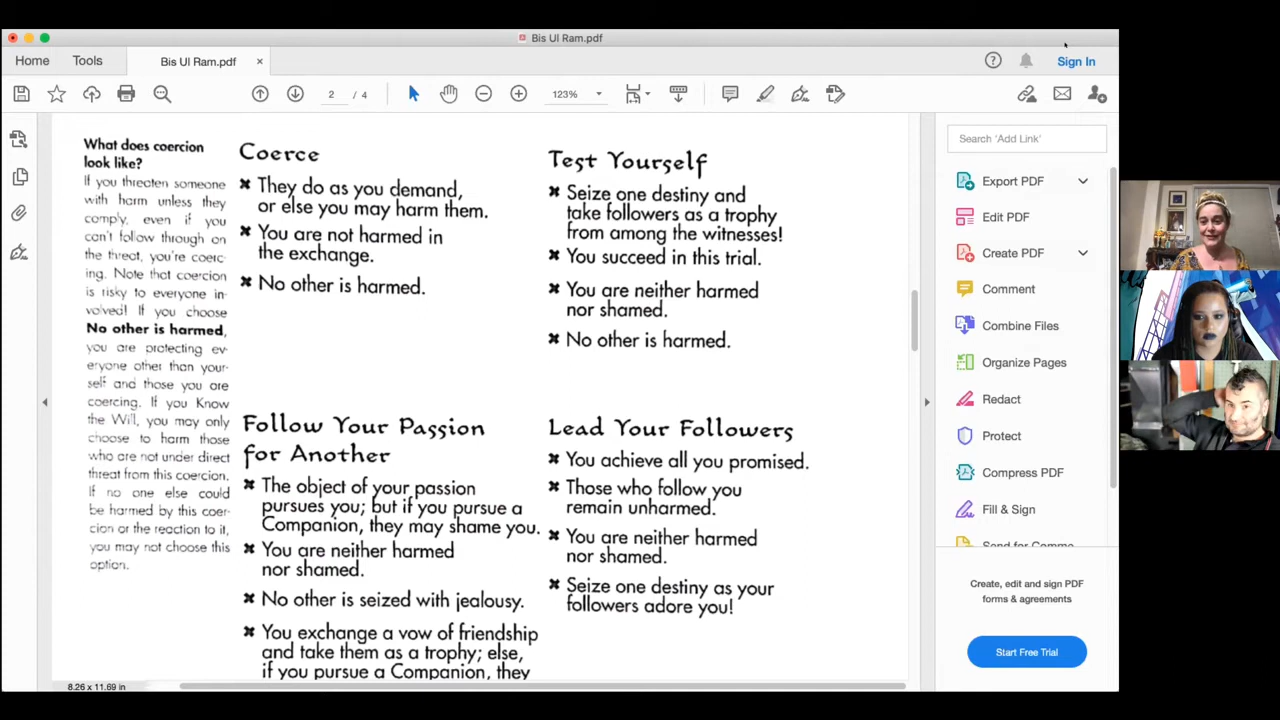 Bis Ul Ram.pdf
Home
Tools
Bis Ul Ram.pdf
×
Sign In
2 / 4
123%
What does coercion
look like?
If you threaten someone
with harm unless they
comply, even if you
can't follow through on
the threat, you're coerc-
ing. Note that coercion
is risky to everyone in-
volved! If you choose
No other is harmed,
you are protecting ev-
eryone other than your-
self and those you are
coercing. If you Know
the Will, you may only
choose to harm those
who are not under direct
threat from this coercion.
If no one else could
be harmed by this coer-
cion or the reaction to it,
you may not choose this
option.
Coerce
✖ They do as you demand,
or else you may harm them.
✖ You are not harmed in
the exchange.
✖ No other is harmed.
Test Yourself
✖ Seize one destiny and
take followers as a trophy
from among the witnesses!
✖ You succeed in this trial.
✖ You are neither harmed
nor shamed.
✖ No other is harmed.
Follow Your Passion
for Another
✖ The object of your passion
pursues you; but if you pursue a
Companion, they may shame you.
✖ You are neither harmed
nor shamed.
✖ No other is seized with jealousy.
✖ You exchange a vow of friendship
and take them as a trophy; else,
if you pursue a Companion, they
Lead Your Followers
✖ You achieve all you promised.
✖ Those who follow you
remain unharmed.
✖ You are neither harmed
nor shamed.
✖ Seize one destiny as your
followers adore you!
8.26 x 11.69 in
Search 'Add Link'
Export PDF
Edit PDF
Create PDF
Comment
Combine Files
Organize Pages
Redact
Protect
Compress PDF
Fill & Sign
Send for Comme
Create, edit and sign PDF
forms & agreements
Start Free Trial